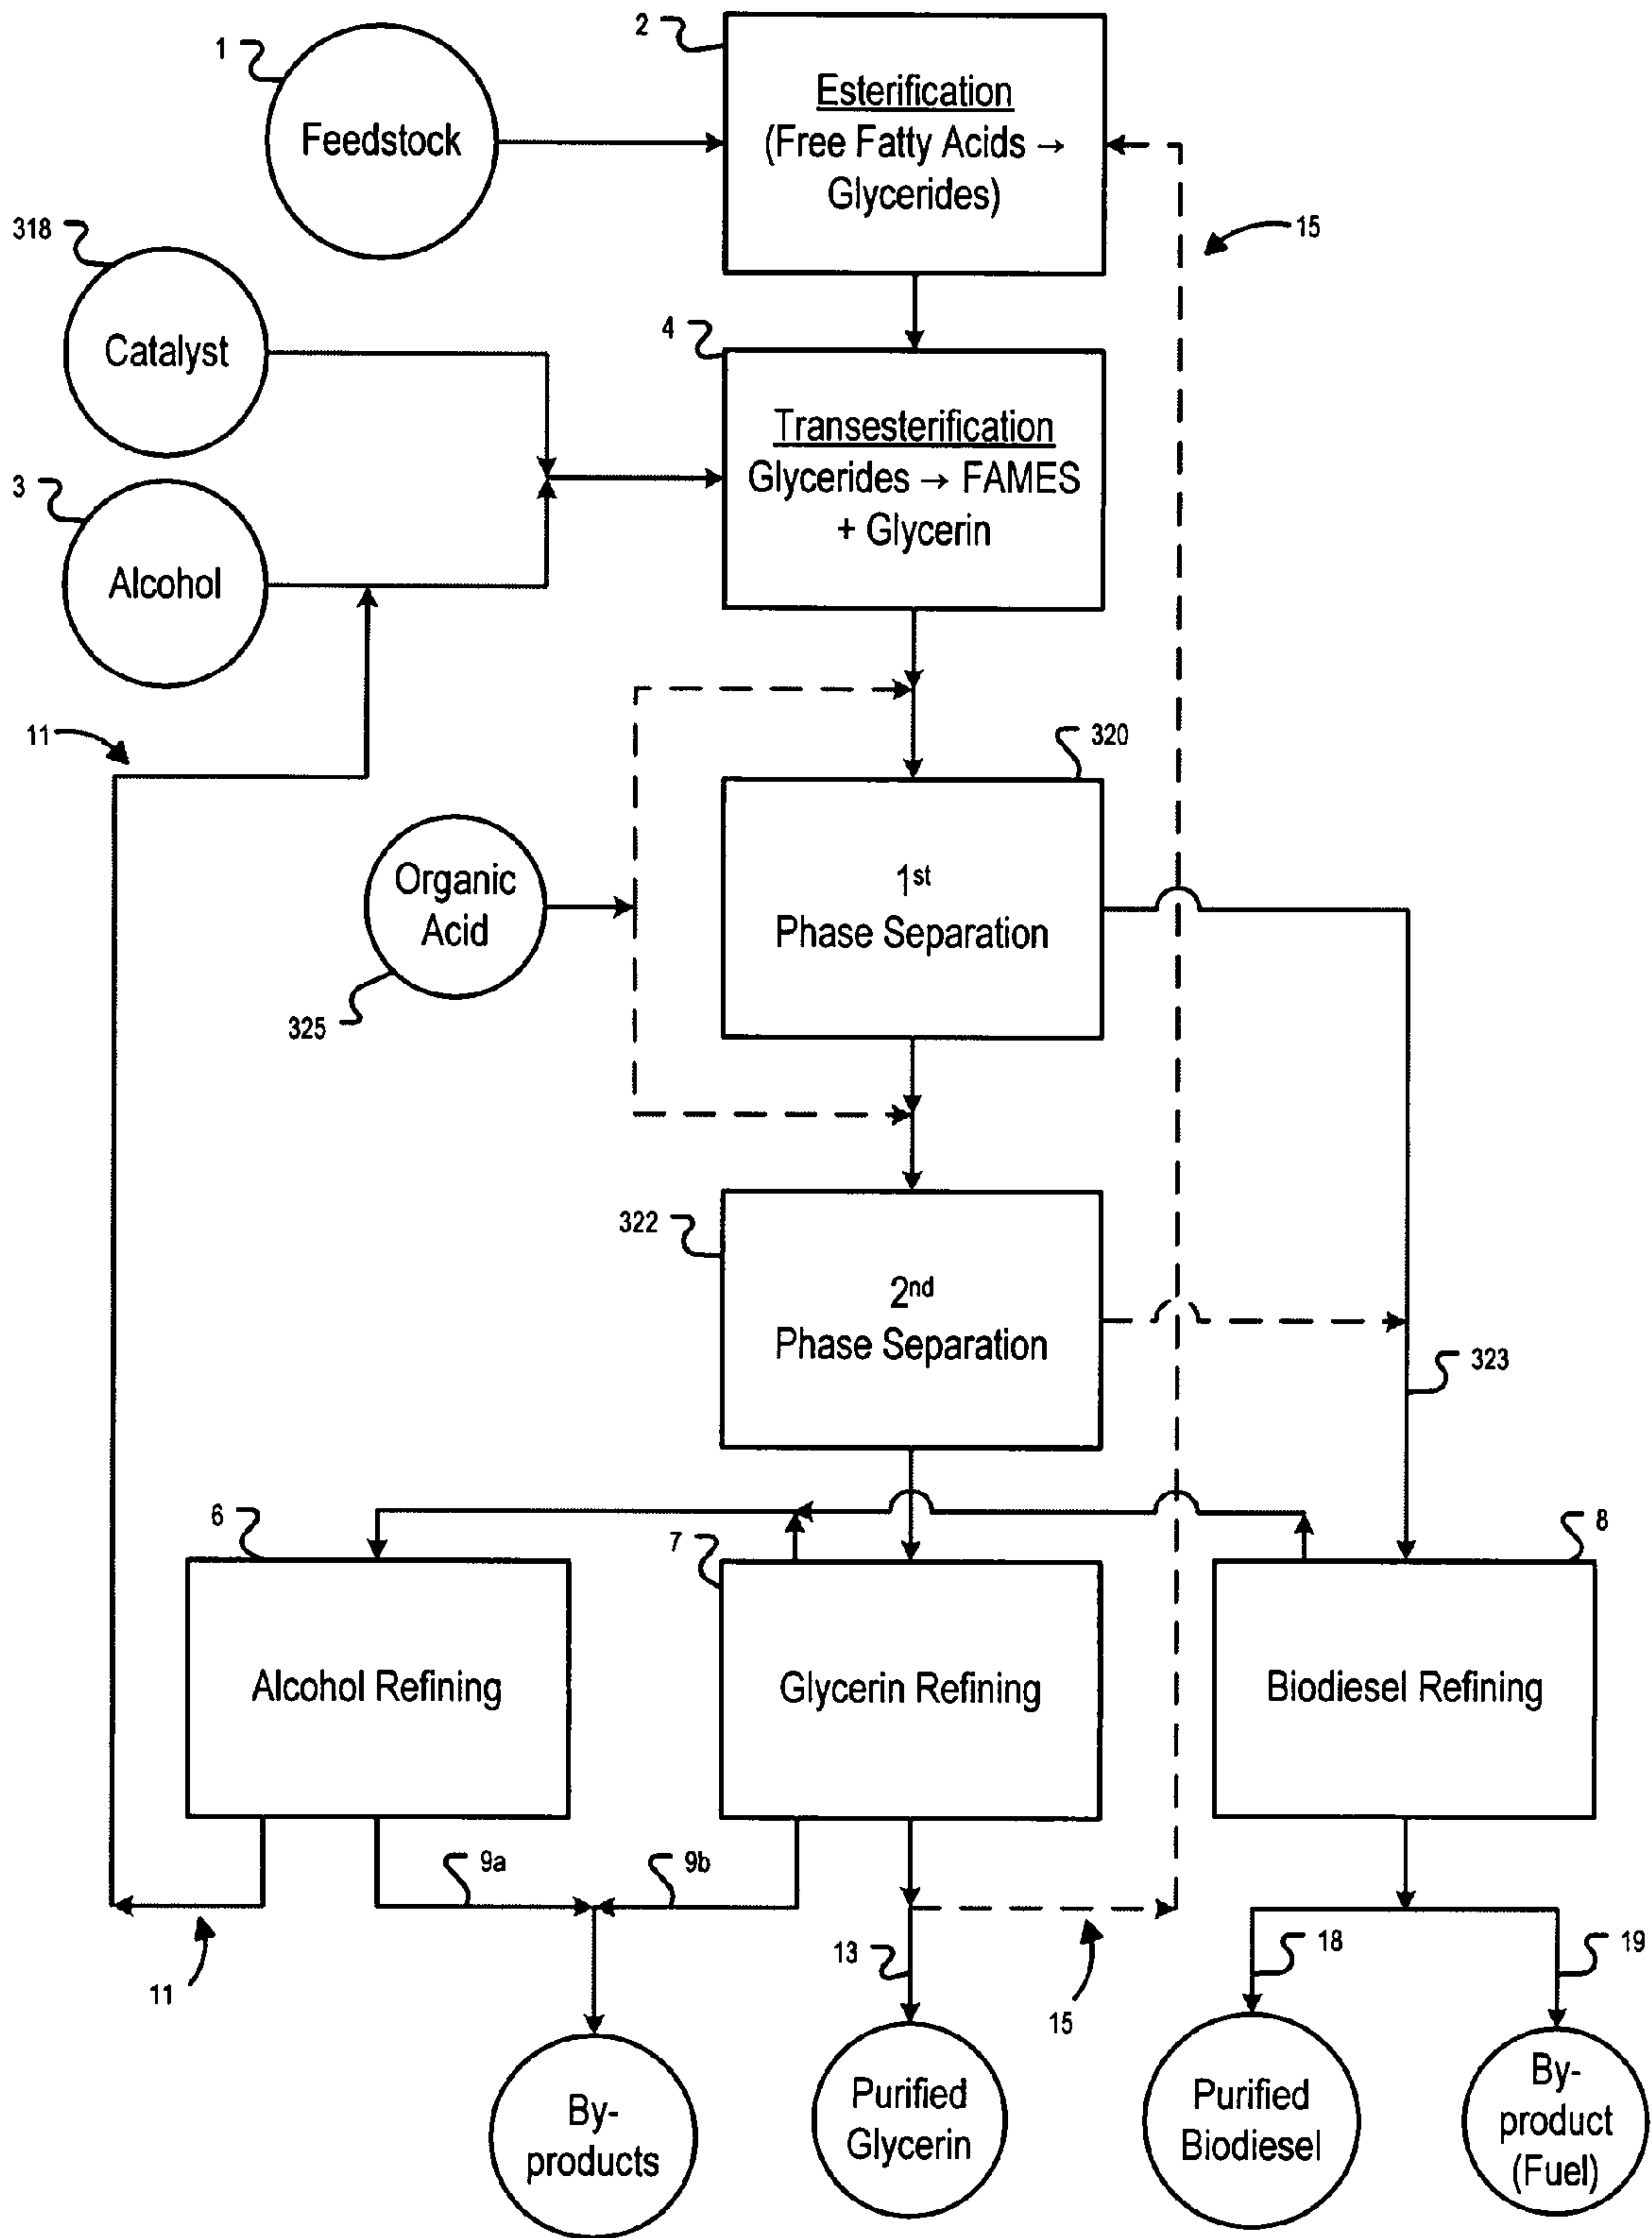 1
Feedstock
2
Esterification
(Free Fatty Acids →
Glycerides)
15
318
Catalyst
4
Transesterification
Glycerides → FAMES
+ Glycerin
3
Alcohol
11
320
Organic
Acid
325
1st
Phase Separation
322
2nd
Phase Separation
323
6
Alcohol Refining
7
Glycerin Refining
8
Biodiesel Refining
9a
9b
11
13
15
18
19
By-
products
Purified
Glycerin
Purified
Biodiesel
By-
product
(Fuel)